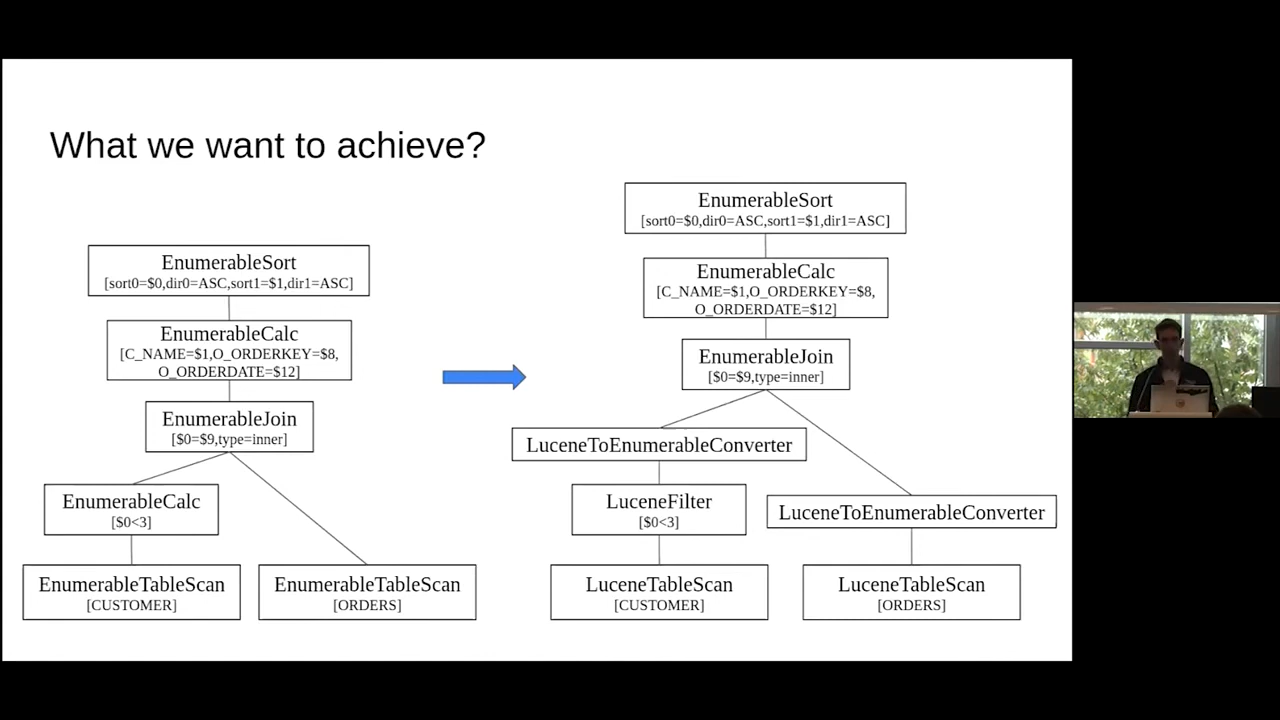 What we want to achieve?
EnumerableSort
[sort0=$0,dir0=ASC,sort1=$1,dir1=ASC]
EnumerableCalc
[C_NAME=$1,O_ORDERKEY=$8,
O_ORDERDATE=$12]
EnumerableJoin
[$0=$9,type=inner]
EnumerableCalc
[$0<3]
EnumerableTableScan
[CUSTOMER]
EnumerableTableScan
[ORDERS]
EnumerableSort
[sort0=$0,dir0=ASC,sort1=$1,dir1=ASC]
EnumerableCalc
[C_NAME=$1,O_ORDERKEY=$8,
O_ORDERDATE=$12]
EnumerableJoin
[$0=$9,type=inner]
LuceneToEnumerableConverter
LuceneFilter
[$0<3]
LuceneTableScan
[CUSTOMER]
LuceneToEnumerableConverter
LuceneTableScan
[ORDERS]